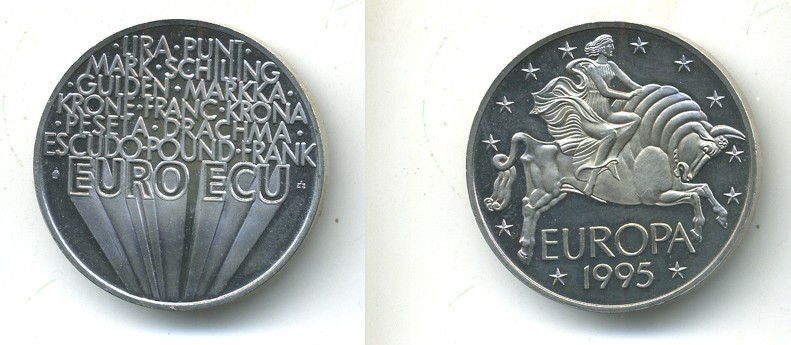 · LIRA · PUNT ·
MARK · SCHILLING
· GULDEN · MARKKA ·
KRONE · FRANC · KRONA
· PESETA · DRACHMA ·
ESCUDO · POUND · FRANK
EURO ECU
EUROPA
1995